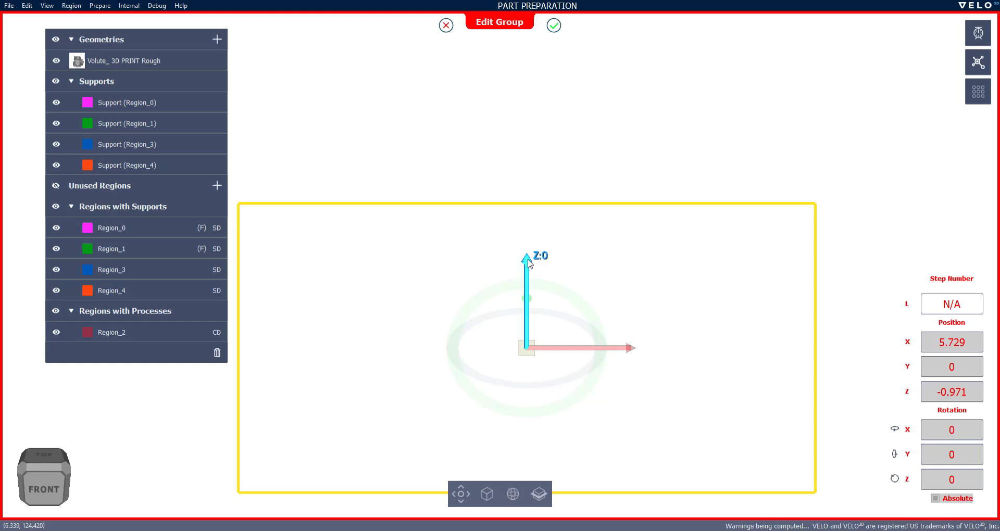 File Edit View Region Prepare Internal Debug Help
PART PREPARATION
VELO 3D
Edit Group
Geometries
Volute_ 3D PRINT Rough
Supports
Support (Region_0)
Support (Region_1)
Support (Region_3)
Support (Region_4)
Unused Regions
Regions with Supports
Region_0 (F) SD
Region_1 (F) SD
Region_3 SD
Region_4 SD
Regions with Processes
Region_2 CD
Z:0
Step Number
L N/A
Position
X 5.729
Y 0
Z -0.971
Rotation
X 0
Y 0
Z 0
Absolute
TOP
FRONT
(6.339, 124.420)
Warnings being computed... VELO and VELO3D are registered US trademarks of VELO3D, Inc.